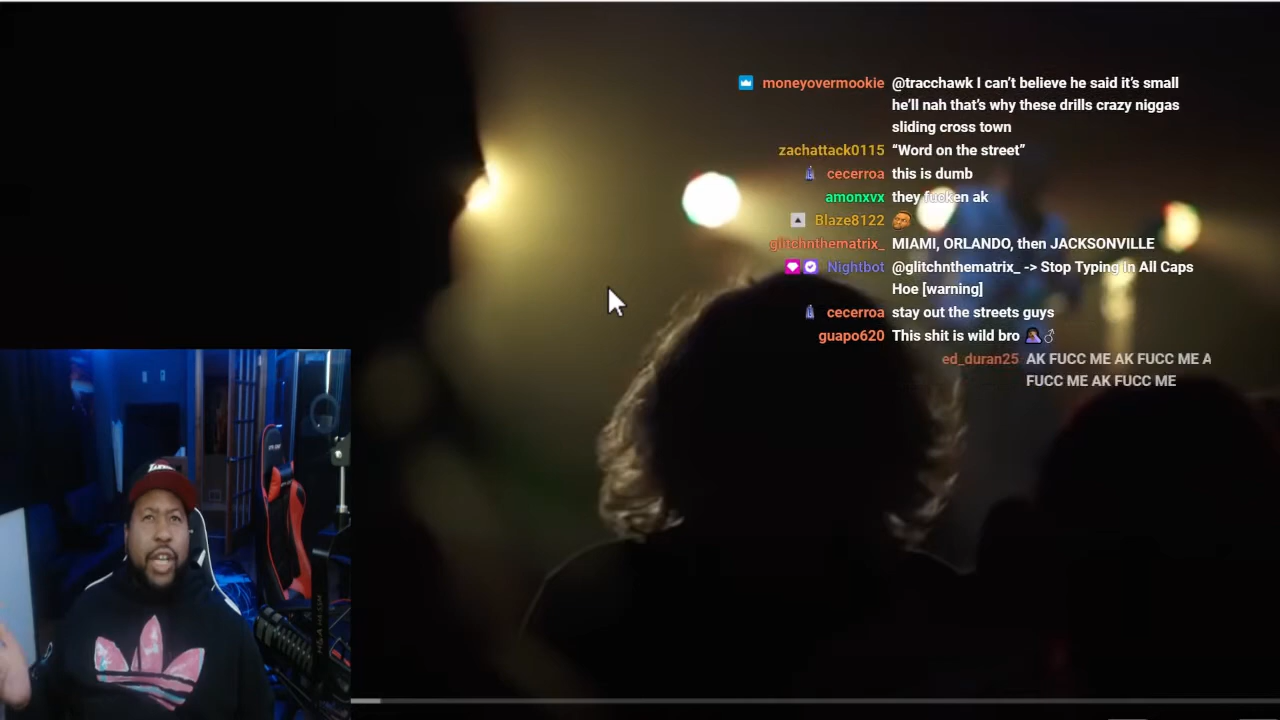 moneyovermookie @tracchawk I can't believe he said it's small
he'll nah that's why these drills crazy niggas
sliding cross town
zachattack0115 “Word on the street”
cecerroa this is dumb
amonxvx they fucken ak
Blaze8122
glitchnthematrix_ MIAMI, ORLANDO, then JACKSONVILLE
Nightbot @glitchnthematrix_ -> Stop Typing In All Caps
Hoe [warning]
cecerroa stay out the streets guys
guapo620 This shit is wild bro 🤦🏾♂
ed_duran25 AK FUCC ME AK FUCC ME A
FUCC ME AK FUCC ME